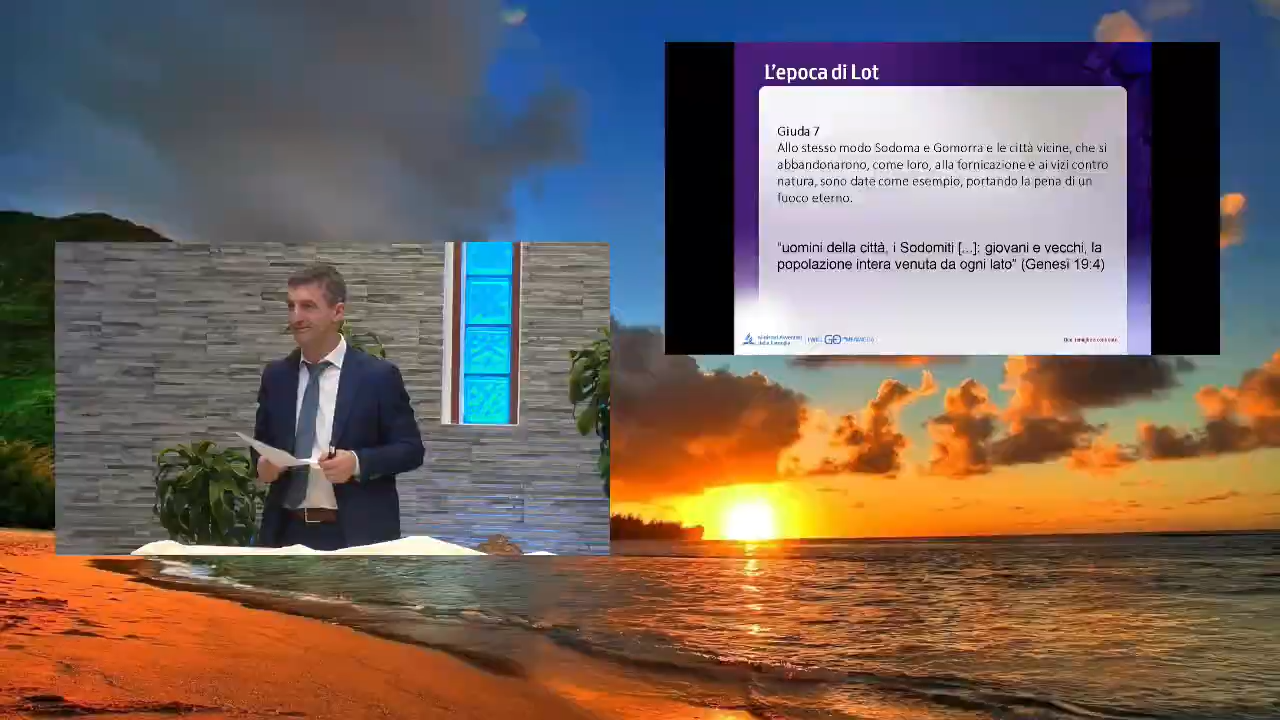 L'epoca di Lot
Giuda 7
Allo stesso modo Sodoma e Gomorra e le città vicine, che si
abbandonarono, come loro, alla fornicazione e ai vizi contro
natura, sono date come esempio, portando la pena di un
fuoco eterno.
"uomini della città, i Sodomiti [...]; giovani e vecchi, la
popolazione intera venuta da ogni lato" (Genesi 19:4)